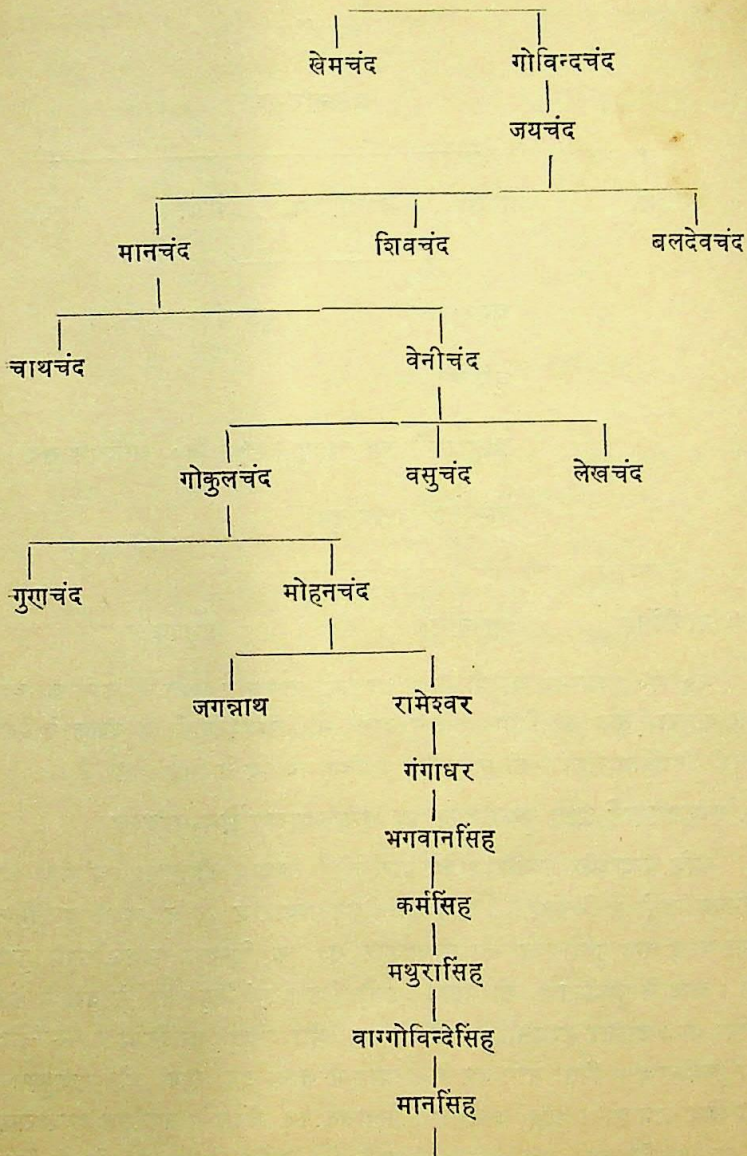 खेमचंद गोविन्दचंद
जयचंद
मानचंद शिवचंद बलदेवचंद
चाथचंद वेनीचंद
गोकुलचंद वसुचंद लेखचंद
गुणचंद मोहनचंद
जगन्नाथ रामेश्वर
गंगाधर
भगवानसिंह
कर्मसिंह
मथुरासिंह
वाग्गोविन्देसिंह
मानसिंह